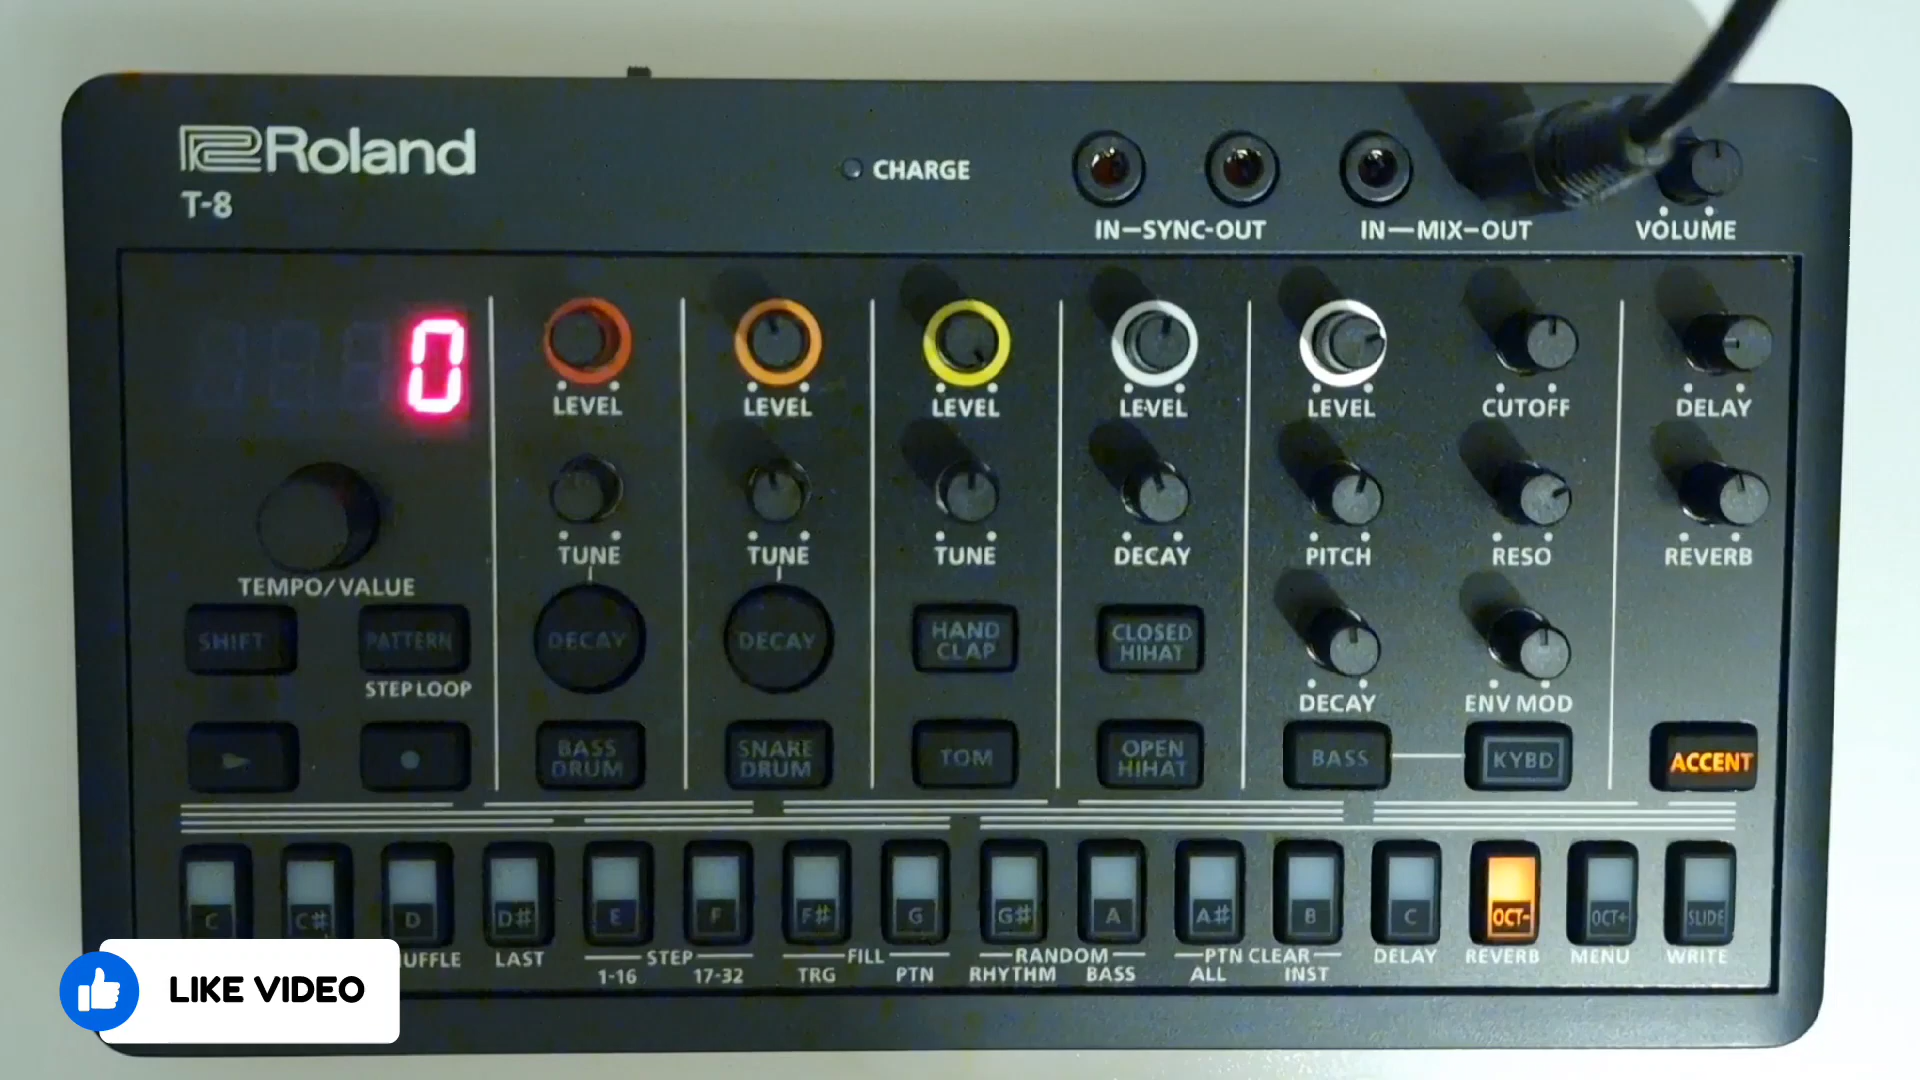 Roland
T-8
CHARGE
IN—SYNC-OUT
IN—MIX—OUT
VOLUME
0
LEVEL
LEVEL
LEVEL
LEVEL
LEVEL
CUTOFF
DELAY
TUNE
TUNE
TUNE
DECAY
PITCH
RESO
REVERB
TEMPO/VALUE
SHIFT
PATTERN
DECAY
DECAY
HAND CLAP
CLOSED HIHAT
STEP LOOP
DECAY
ENV MOD
BASS DRUM
SNARE DRUM
TOM
OPEN HIHAT
BASS
KYBD
ACCENT
C
C#
D
D#
E
F
F#
G
G#
A
A#
B
C
OCT-
OCT+
SLIDE
LAST
STEP
FILL
RANDOM
PTN CLEAR
DELAY
REVERB
MENU
WRITE
1-16
17-32
TRG
PTN
RHYTHM
BASS
ALL
INST
LIKE VIDEO